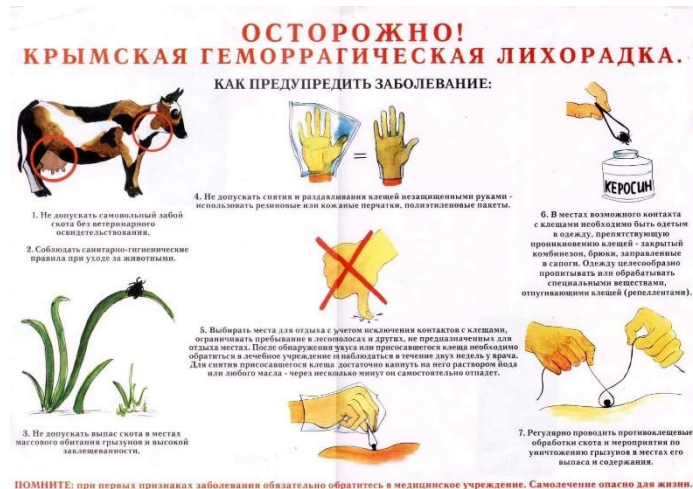 ОСТОРОЖНО!
КРЫМСКАЯ ГЕМОРРАГИЧЕСКАЯ ЛИХОРАДКА.
КАК ПРЕДУПРЕДИТЬ ЗАБОЛЕВАНИЕ:
1. Не допускать самовольный забой
скота без ветеринарного
освидетельствования.
2. Соблюдать санитарно-гигиенические
правила при уходе за животными.
3. Не допускать выпас скота в местах
массового обитания грызунов и высокой
заклещеванности.
=
4. Не допускать снятия и раздавливания клещей незащищенными руками -
использовать резиновые или кожаные перчатки, полиэтиленовые пакеты.
5. Выбирать места для отдыха с учетом исключения контактов с клещами,
ограничивать пребывание в лесополосах и других, не предназначенных для
отдыха местах. После обнаружения укуса или присосавшегося клеща необходимо
обратиться в лечебное учреждение и наблюдаться в течение двух недель у врача.
Для снятия присосавшегося клеща достаточно капнуть на него раствором йода
или любого масла - через несколько минут он самостоятельно отпадет.
КЕРОСИН
6. В местах возможного контакта
с клещами необходимо быть одетым
в одежду, препятствующую
проникновению клещей - закрытый
комбинезон, брюки, заправленные
в сапоги. Одежду целесообразно
пропитывать или обрабатывать
специальными веществами,
отпугивающими клещей (репеллентами).
7. Регулярно проводить противоклещевые
обработки скота и мероприятия по
уничтожению грызунов в местах его
выпаса и содержания.
ПОМНИТЕ: при первых признаках заболевания обязательно обратитесь в медицинское учреждение. Самолечение опасно для жизни.